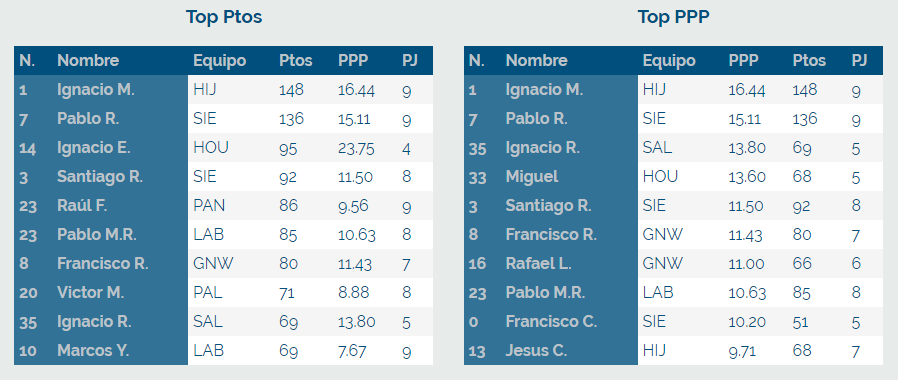 Top Ptos
N. Nombre Equipo Ptos PPP PJ
1 Ignacio M. HIJ 148 16.44 9
7 Pablo R. SIE 136 15.11 9
14 Ignacio E. HOU 95 23.75 4
3 Santiago R. SIE 92 11.50 8
23 Raúl F. PAN 86 9.56 9
23 Pablo M.R. LAB 85 10.63 8
8 Francisco R. GNW 80 11.43 7
20 Victor M. PAL 71 8.88 8
35 Ignacio R. SAL 69 13.80 5
10 Marcos Y. LAB 69 7.67 9
Top PPP
N. Nombre Equipo PPP Ptos PJ
1 Ignacio M. HIJ 16.44 148 9
7 Pablo R. SIE 15.11 136 9
35 Ignacio R. SAL 13.80 69 5
33 Miguel HOU 13.60 68 5
3 Santiago R. SIE 11.50 92 8
8 Francisco R. GNW 11.43 80 7
16 Rafael L. GNW 11.00 66 6
23 Pablo M.R. LAB 10.63 85 8
0 Francisco C. SIE 10.20 51 5
13 Jesus C. HIJ 9.71 68 7